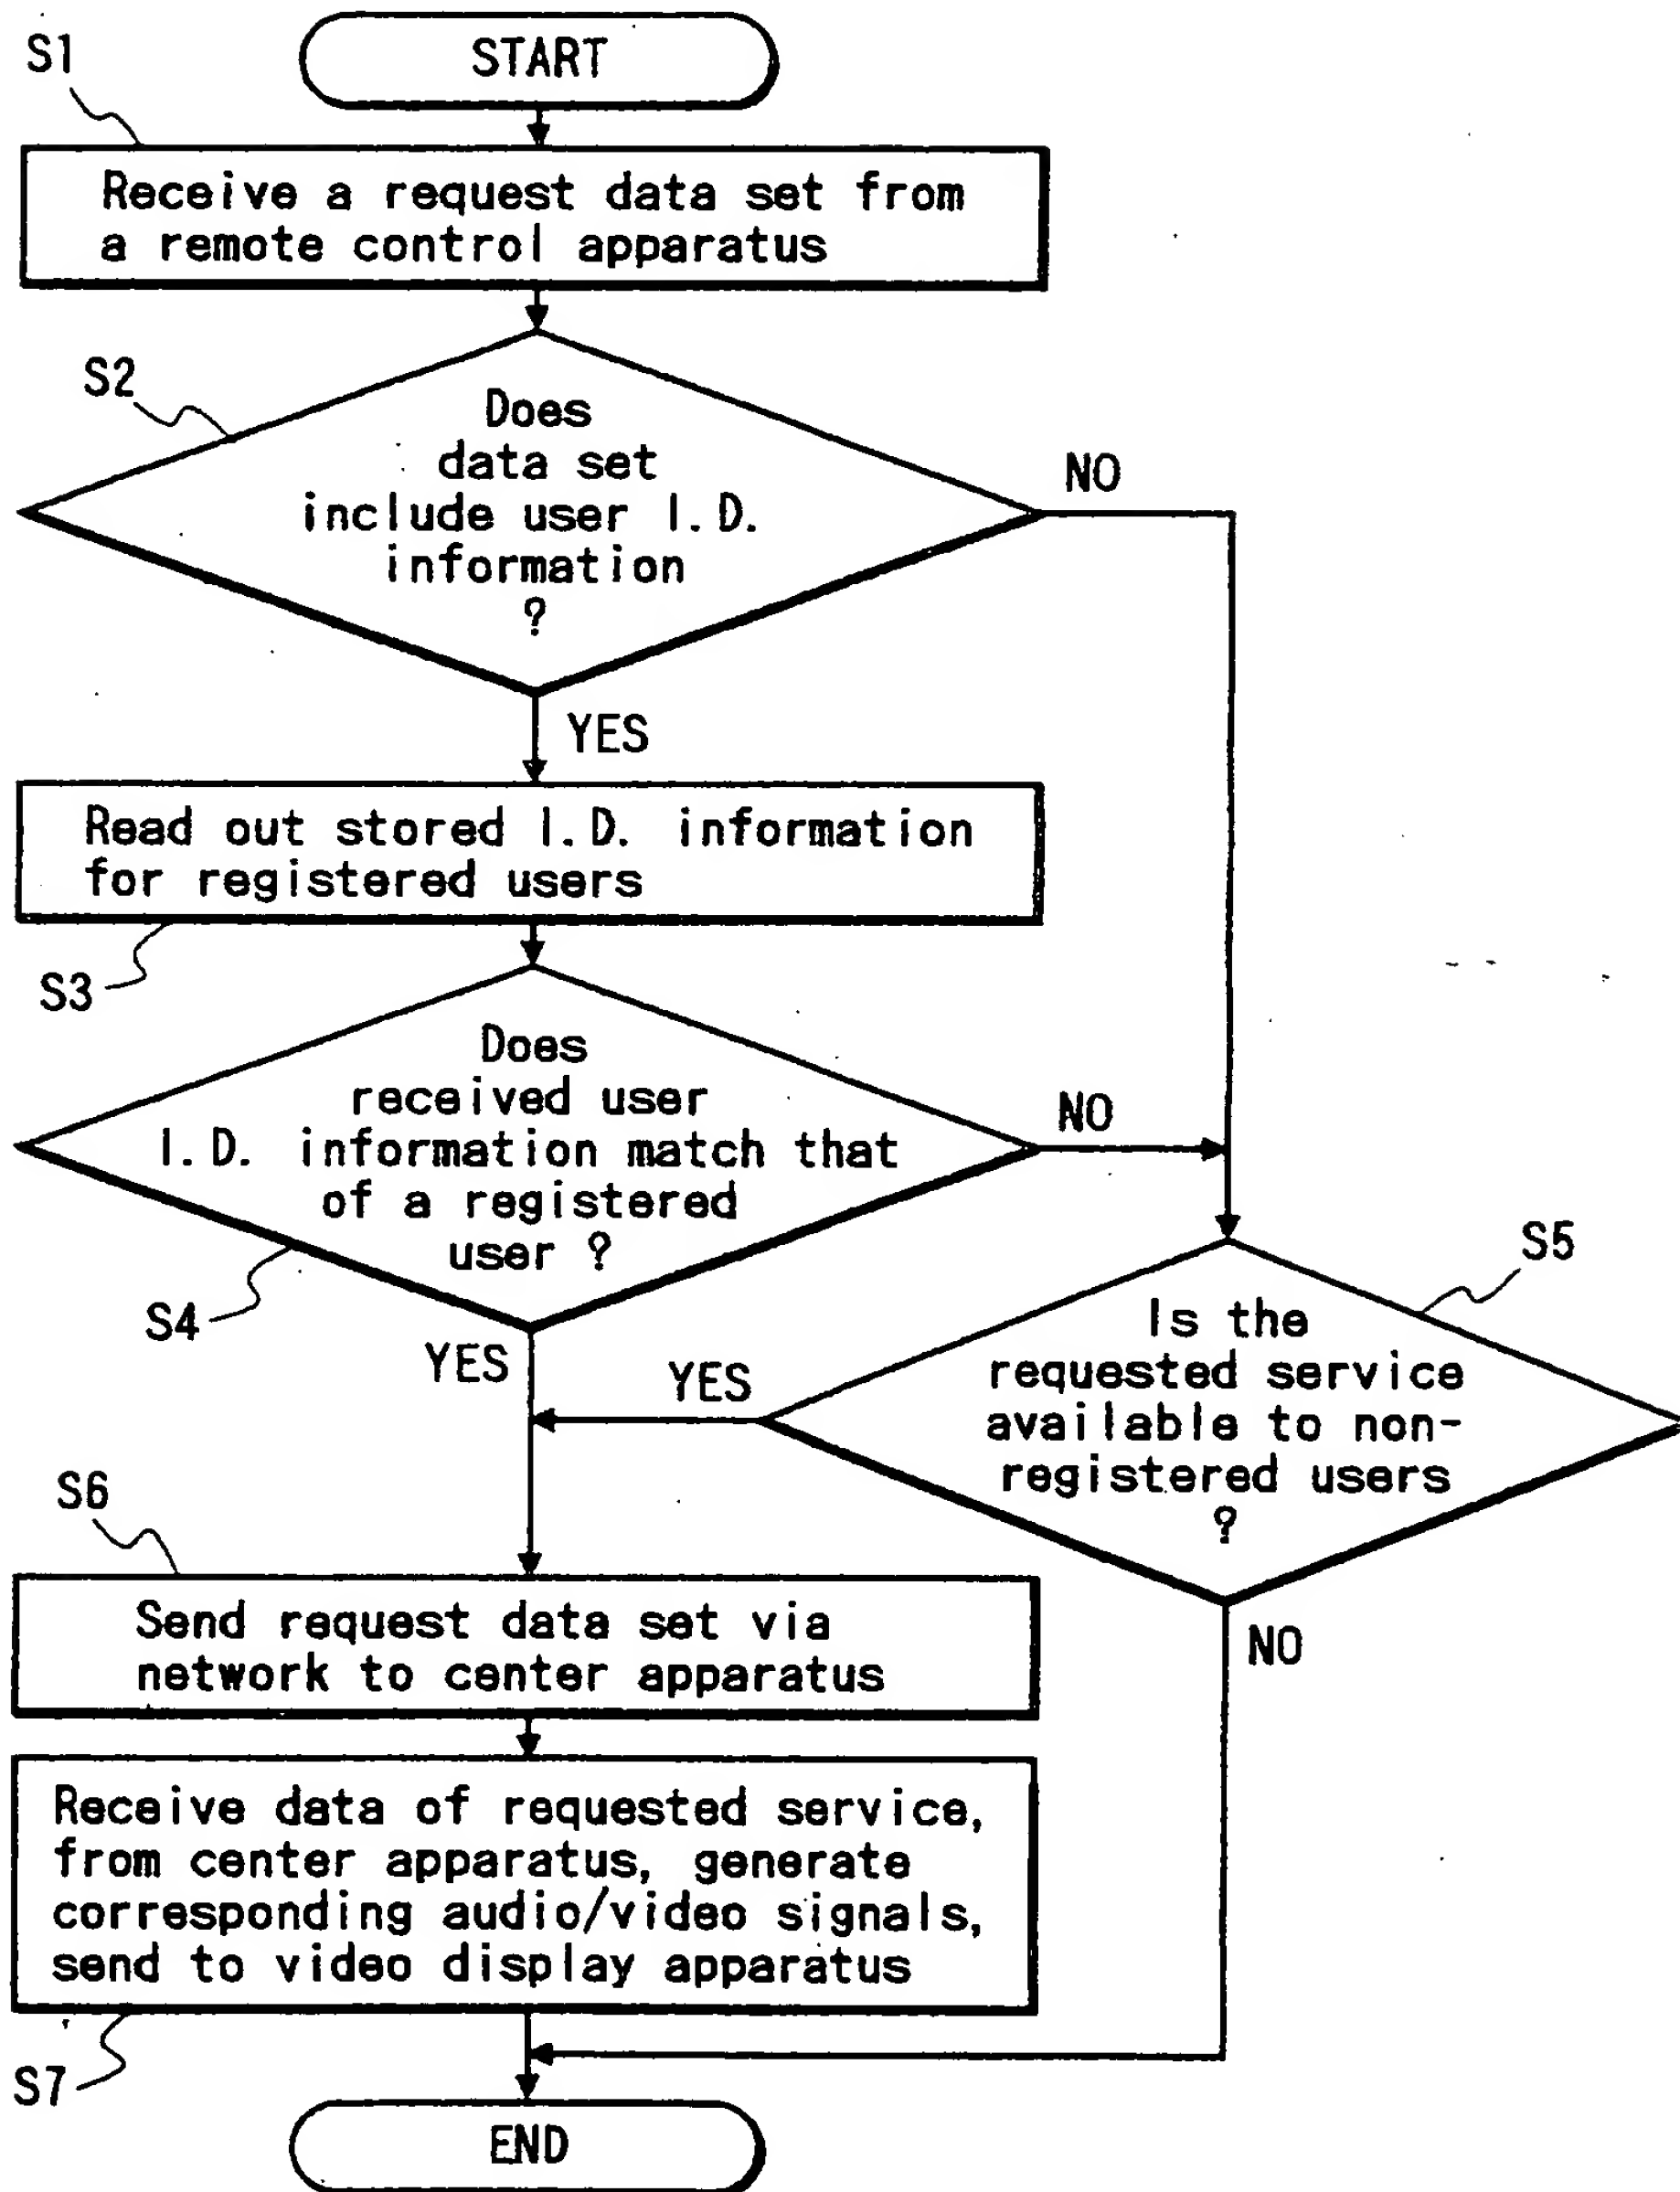 START
S1
Receive a request data set from
a remote control apparatus
S2
Does
data set
include user I.D.
information
?
NO
YES
Read out stored I.D. information
for registered users
S3
Does
received user
I.D. information match that
of a registered
user ?
NO
S4
YES
S5
Is the
requested service
available to non-
registered users
?
YES
NO
S6
Send request data set via
network to center apparatus
Receive data of requested service,
from center apparatus, generate
corresponding audio/video signals,
send to video display apparatus
S7
END